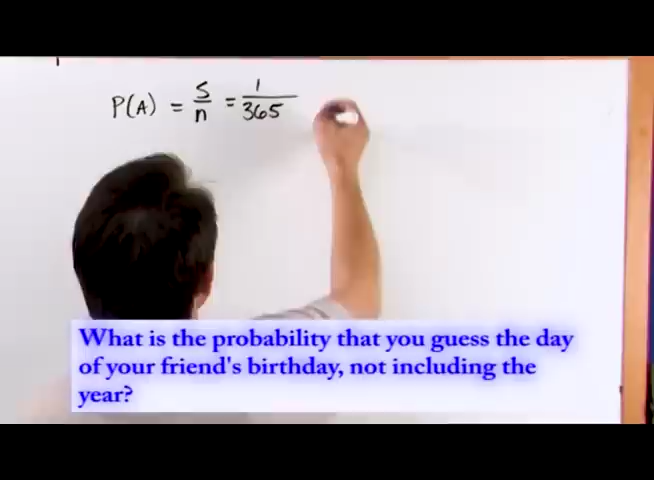 P(A) = S/n = 1/365
What is the probability that you guess the day
of your friend's birthday, not including the
year?